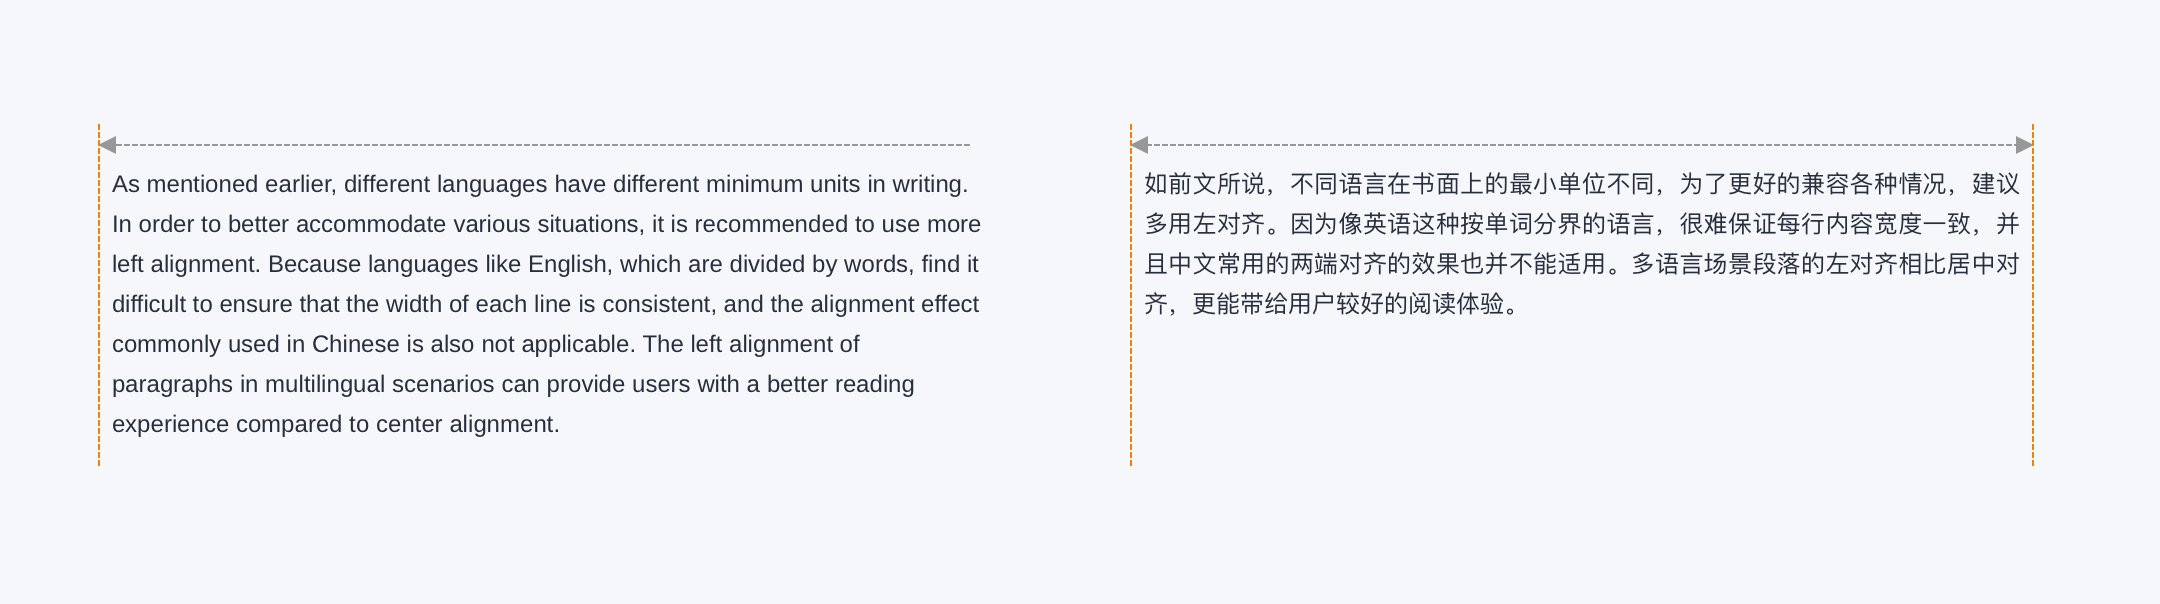 As mentioned earlier, different languages have different minimum units in writing.
In order to better accommodate various situations, it is recommended to use more
left alignment. Because languages like English, which are divided by words, find it
difficult to ensure that the width of each line is consistent, and the alignment effect
commonly used in Chinese is also not applicable. The left alignment of
paragraphs in multilingual scenarios can provide users with a better reading
experience compared to center alignment.
如前文所说，不同语言在书面上的最小单位不同，为了更好的兼容各种情况，建议
多用左对齐。因为像英语这种按单词分界的语言，很难保证每行内容宽度一致，并
且中文常用的两端对齐的效果也并不能适用。多语言场景段落的左对齐相比居中对
齐，更能带给用户较好的阅读体验。